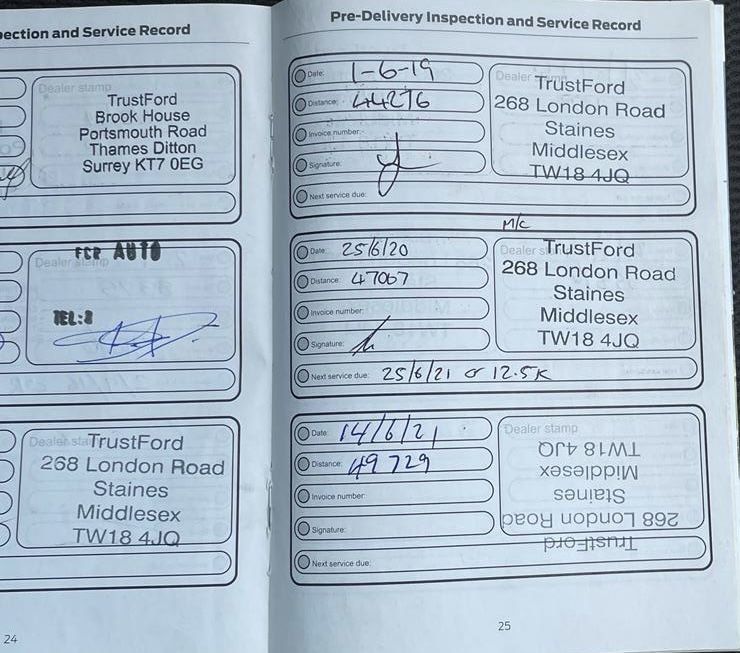 ection and Service Record
Dealer stamp
TrustFord
Brook House
Portsmouth Road
Thames Ditton
Surrey KT7 0EG
Dealer stamp
FCR AUTO
TEL:
Dealer sta
TrustFord
268 London Road
Staines
Middlesex
TW18 4JQ
24
Pre-Delivery Inspection and Service Record
Date: 1-6-19
Distance: 44276
Invoice number:
Signature:
Next service due:
Dealer stamp
TrustFord
268 London Road
Staines
Middlesex
TW18 4JQ
M/C
Date: 25/6/20
Distance: 47067
Invoice number:
Signature:
Next service due: 25/6/21 or 12.5K
Dealer s
TrustFord
268 London Road
Staines
Middlesex
TW18 4JQ
Date: 14/6/21
Distance: 49729
Invoice number:
Signature:
Next service due:
Dealer stamp
TrustFord
268 London Road
Staines
Middlesex
TW18 4JQ
25